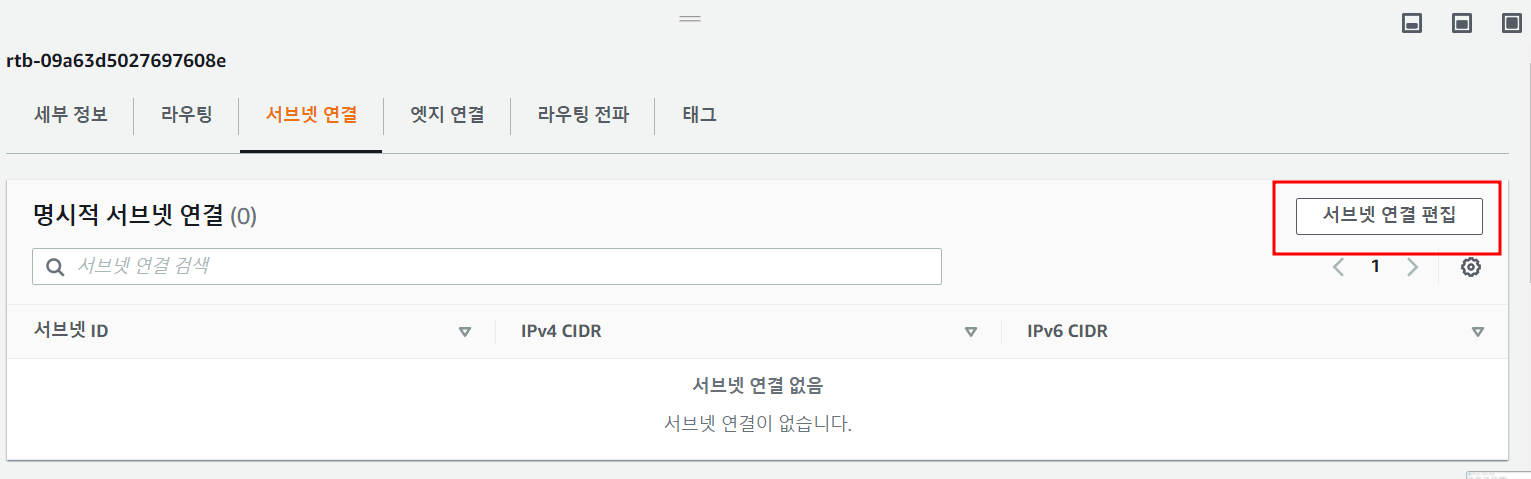 rtb-09a63d5027697608e
세부 정보 라우팅 서브넷 연결 엣지 연결 라우팅 전파 태그
명시적 서브넷 연결 (0) 서브넷 연결 편집
서브넷 연결 검색 1
서브넷 ID IPv4 CIDR IPv6 CIDR
서브넷 연결 없음
서브넷 연결이 없습니다.